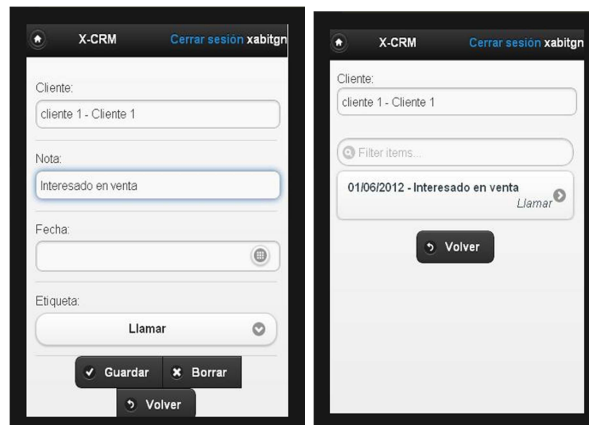 X-CRM Cerrar sesión xabitgn
Cliente:
cliente 1 - Cliente 1
Nota:
Interesado en venta
Fecha:
Etiqueta:
Llamar
Guardar Borrar
Volver
X-CRM Cerrar sesión xabitgn
Cliente:
cliente 1 - Cliente 1
Filter items...
01/06/2012 - Interesado en venta
Llamar
Volver